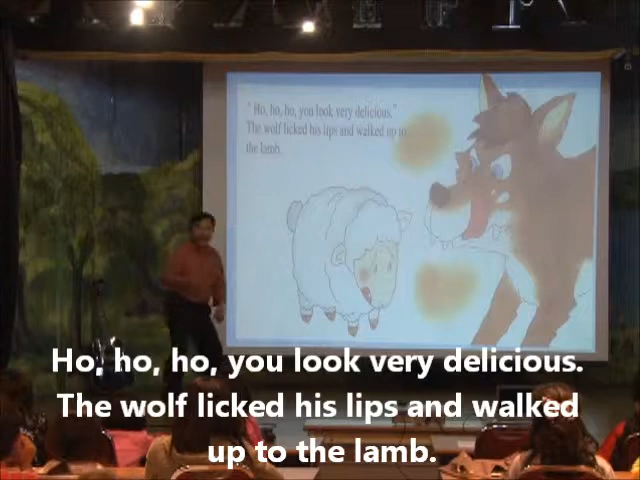 " Ho, ho, ho, you look very delicious."
The wolf licked his lips and walked up to
the lamb.
Ho, ho, ho, you look very delicious.
The wolf licked his lips and walked
up to the lamb.